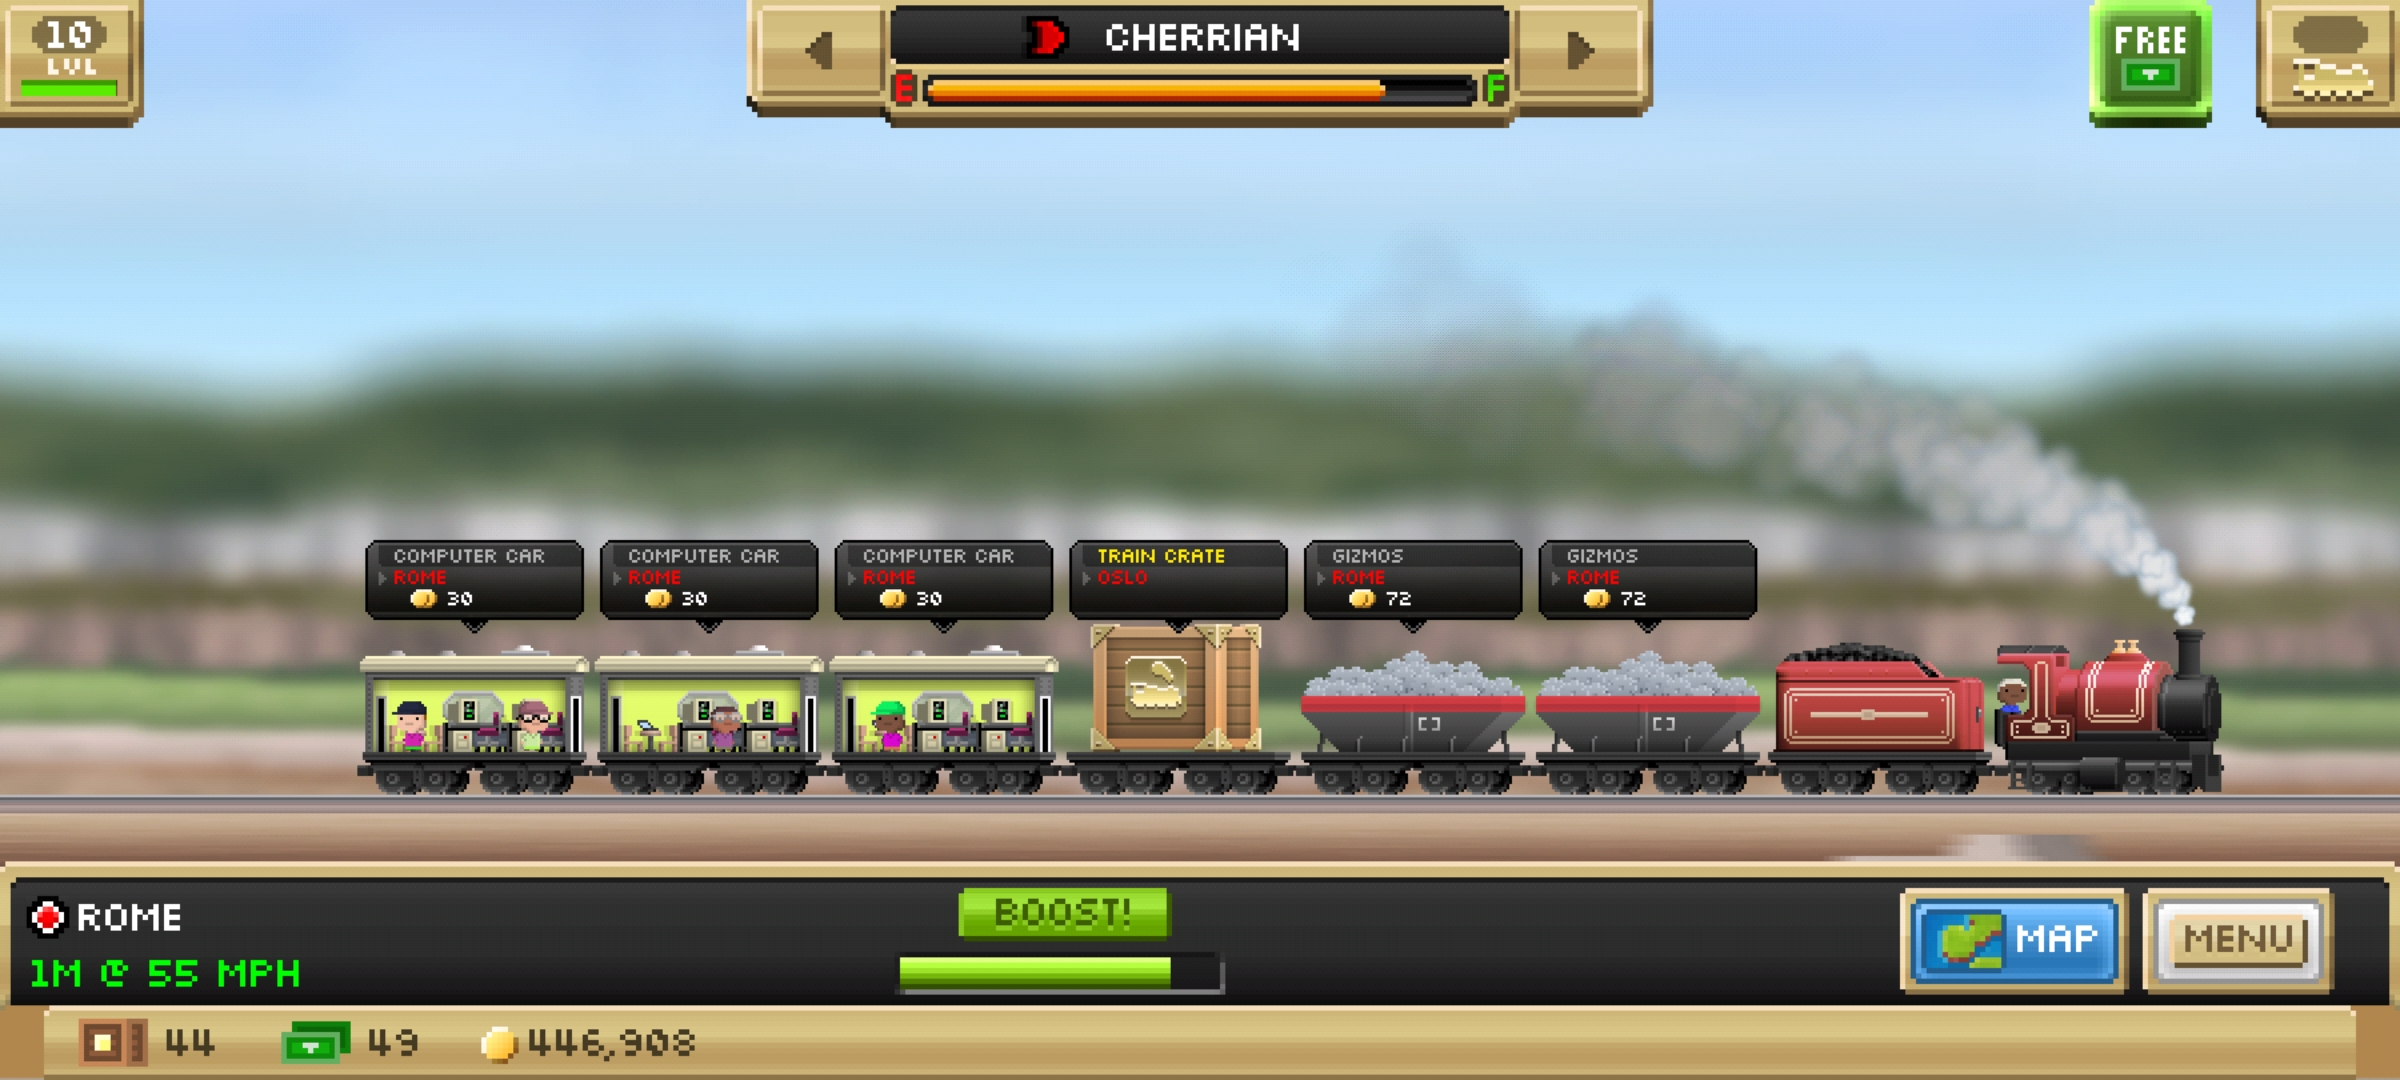 10
LVL
CHERRIAN
E F
FREE
COMPUTER CAR
ROME
30
COMPUTER CAR
ROME
30
COMPUTER CAR
ROME
30
TRAIN CRATE
OSLO
GIZMOS
ROME
72
GIZMOS
ROME
72
ROME
1M @ 55 MPH
BOOST!
MAP
MENU
44
49
446,908